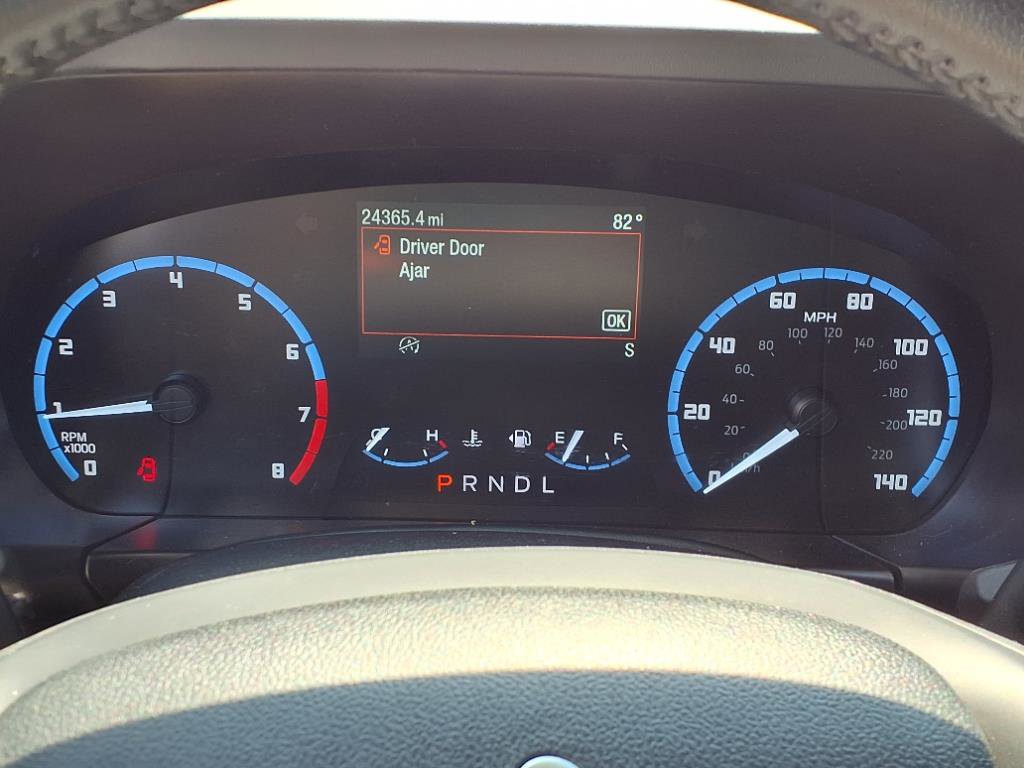 24365.4 mi 82°
Driver Door
Ajar
OK
S
0 1 2 3 4 5 6 7 8
RPM
x1000
C H
E F
P R N D L
0 20 40 60 80 100 120 140
MPH
20 40 60 80 100 120 140 160 180 200 220
km/h